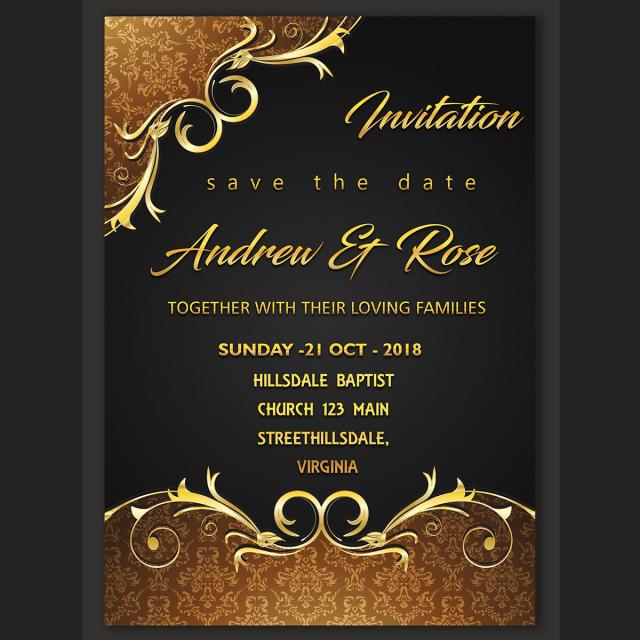 Invitation
save the date
Andrew & Rose
TOGETHER WITH THEIR LOVING FAMILIES
SUNDAY -21 OCT - 2018
HILLSDALE BAPTIST
CHURCH 123 MAIN
STREETHILLSDALE,
VIRGINIA